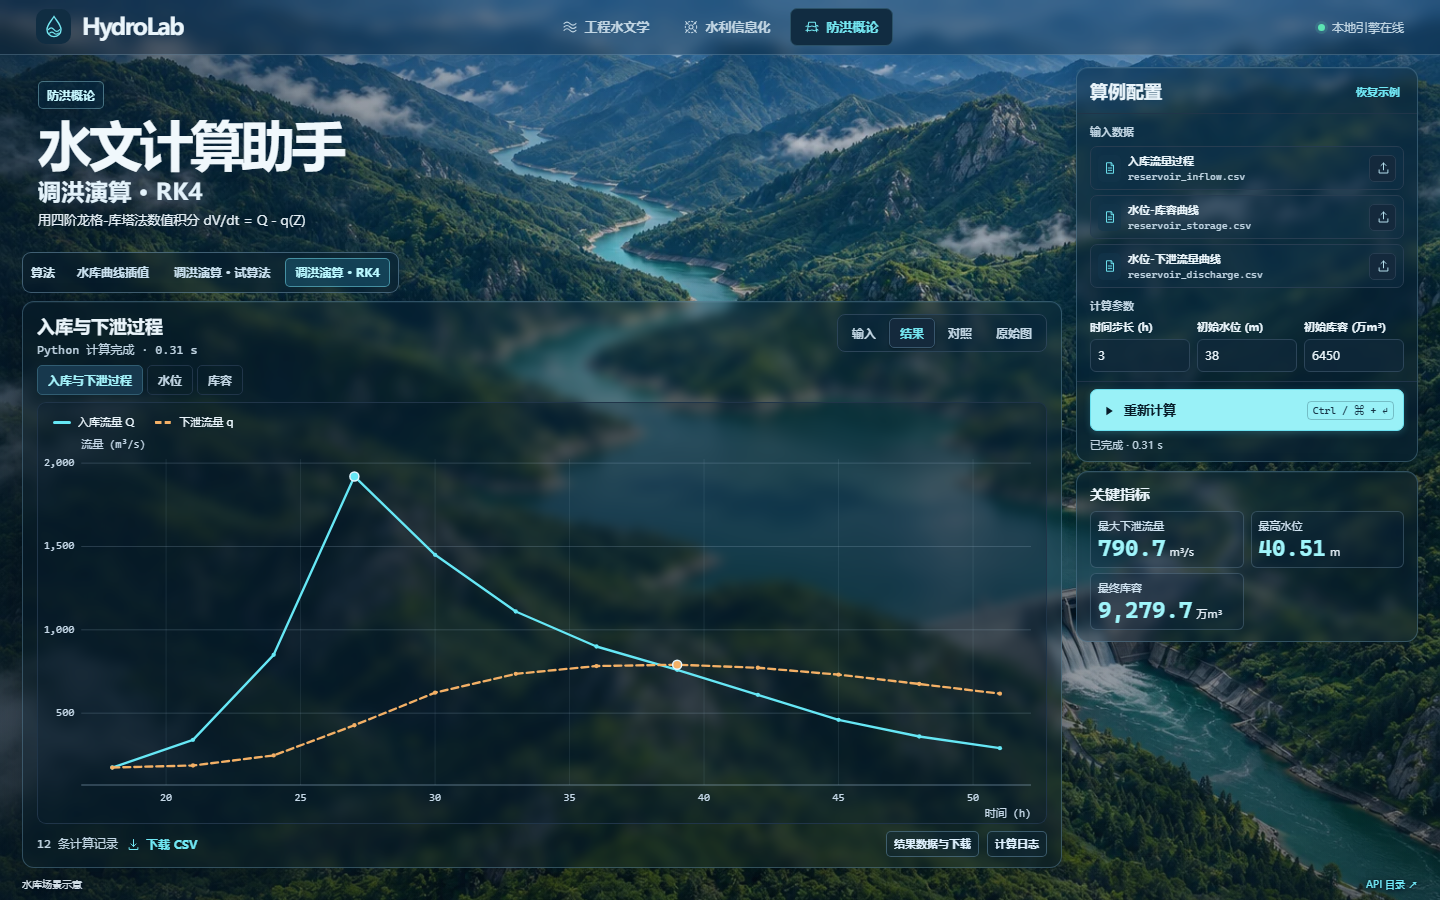 HydroLab
工程水文学
水利信息化
防洪概论
本地引擎在线
防洪概论
水文计算助手
调洪演算・RK4
用四阶龙格-库塔法数值积分 dV/dt = Q - q(Z)
算法
水库曲线插值
调洪演算・试算法
调洪演算・RK4
入库与下泄过程
Python 计算完成 · 0.31 s
输入
结果
对照
原始图
入库与下泄过程
水位
库容
入库流量 Q
下泄流量 q
流量 (m³/s)
2,000
1,500
1,000
500
20
25
30
35
40
45
50
时间 (h)
12 条计算记录
下载 CSV
结果数据与下载
计算日志
算例配置
恢复示例
输入数据
入库流量过程
reservoir_inflow.csv
水位-库容曲线
reservoir_storage.csv
水位-下泄流量曲线
reservoir_discharge.csv
计算参数
时间步长 (h)
初始水位 (m)
初始库容 (万m³)
3
38
6450
重新计算
Ctrl / ⌘ + ↵
已完成 · 0.31 s
关键指标
最大下泄流量
790.7 m³/s
最高水位
40.51 m
最终库容
9,279.7 万m³
水库场景示意
API 目录 ↗